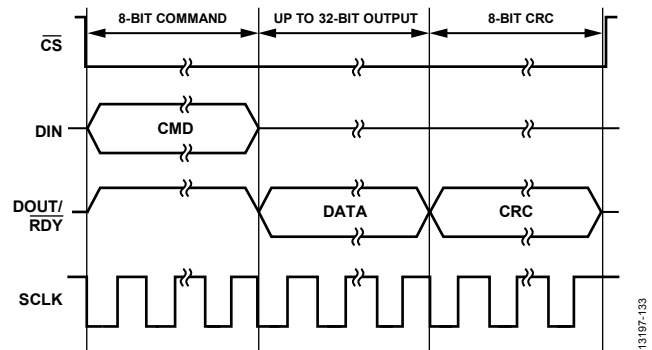 8-BIT COMMAND
UP TO 32-BIT OUTPUT
8-BIT CRC
CS
DIN
CMD
DOUT/
RDY
DATA
CRC
SCLK
13197-133